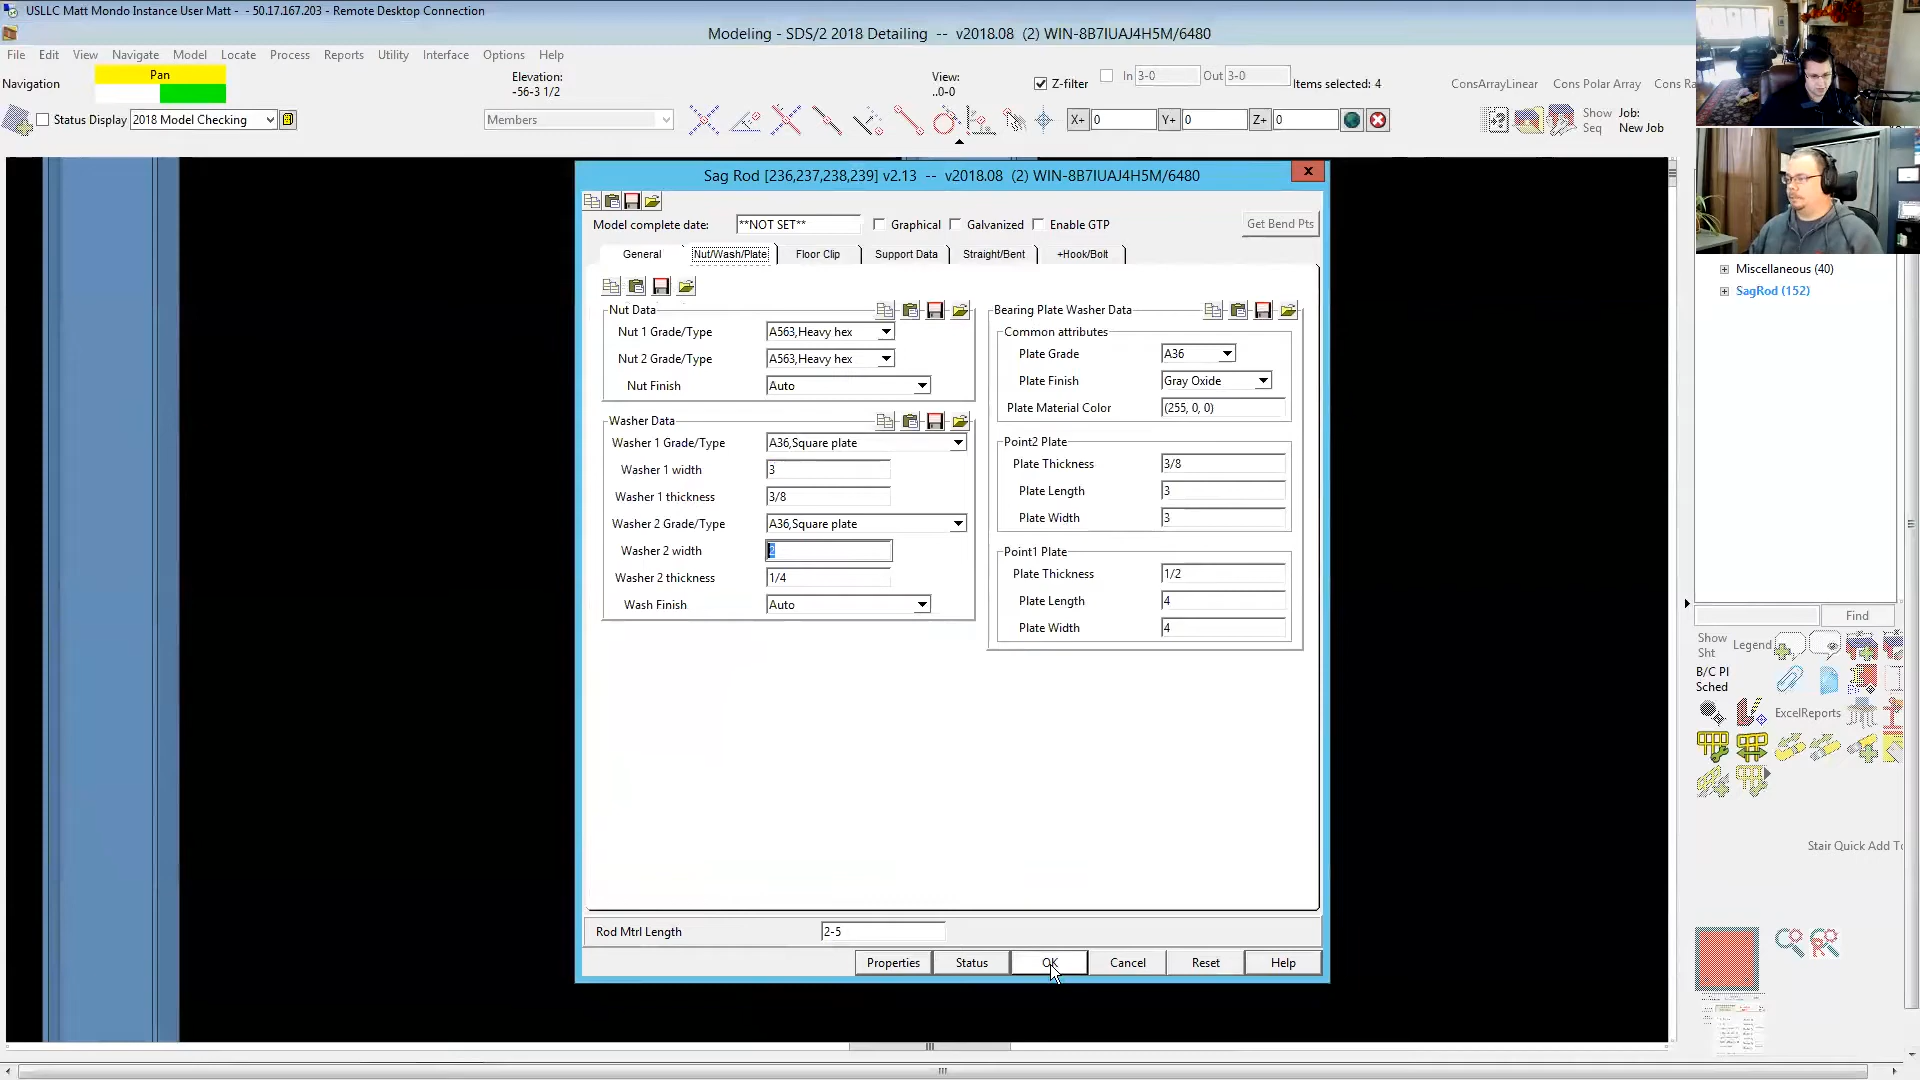 USLLC Matt Mondo Instance User Matt - - 50.17.167.203 - Remote Desktop Connection
Modeling - SDS/2 2018 Detailing -- v2018.08 (2) WIN-8B7IUAJ4H5M/6480
File Edit View Navigate Model Locate Process Reports Utility Interface Options Help
Navigation
Pan
Elevation:
-56-3 1/2
View:
..0-0
Z-filter
In 3-0 Out 3-0 Items selected: 4
ConsArrayLinear Cons Polar Array Cons Ra
Status Display 2018 Model Checking
Members
X+ 0 Y+ 0 Z+ 0
Show Seq
Job:
New Job
Sag Rod [236,237,238,239] v2.13 -- v2018.08 (2) WIN-8B7IUAJ4H5M/6480
Model complete date: **NOT SET** Graphical Galvanized Enable GTP Get Bend Pts
General Nut/Wash/Plate Floor Clip Support Data Straight/Bent +Hook/Bolt
Nut Data
Nut 1 Grade/Type A563,Heavy hex
Nut 2 Grade/Type A563,Heavy hex
Nut Finish Auto
Washer Data
Washer 1 Grade/Type A36,Square plate
Washer 1 width 3
Washer 1 thickness 3/8
Washer 2 Grade/Type A36,Square plate
Washer 2 width 2
Washer 2 thickness 1/4
Wash Finish Auto
Bearing Plate Washer Data
Common attributes
Plate Grade A36
Plate Finish Gray Oxide
Plate Material Color (255, 0, 0)
Point2 Plate
Plate Thickness 3/8
Plate Length 3
Plate Width 3
Point1 Plate
Plate Thickness 1/2
Plate Length 4
Plate Width 4
Rod Mtrl Length 2-5
Properties Status OK Cancel Reset Help
Miscellaneous (40)
SagRod (152)
Find
Show Sht
Legend
B/C Pl
Sched
ExcelReports
Stair Quick Add To